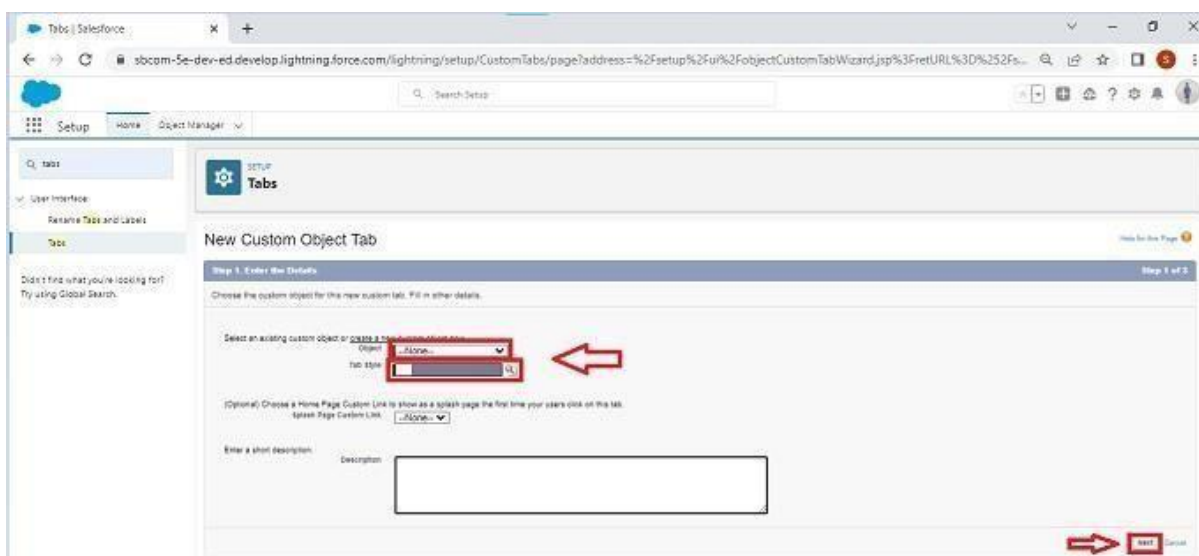 Tabs | Salesforce
sbcom-5e-dev-ed.develop.lightning.force.com/lightning/setup/CustomTabs/page?address=%2Fsetup%2Fui%2FobjectCustomTabWizard.jsp%3FretURL%3D%252Fs...
S
Search Setup
Setup
Home
Object Manager
tabs
SETUP
Tabs
User Interface
Rename Tabs and Labels
Tabs
Didn't find what you're looking for?
Try using Global Search.
New Custom Object Tab
Help for this Page
Step 1. Enter the Details
Step 1 of 3
Choose the custom object for this new custom tab. Fill in other details.
Select an existing custom object or create a new custom object now.
Object
--None--
Tab Style
(Optional) Choose a Home Page Custom Link to show as a splash page the first time your users click on this tab.
Splash Page Custom Link
--None--
Enter a short description.
Description
Next
Cancel